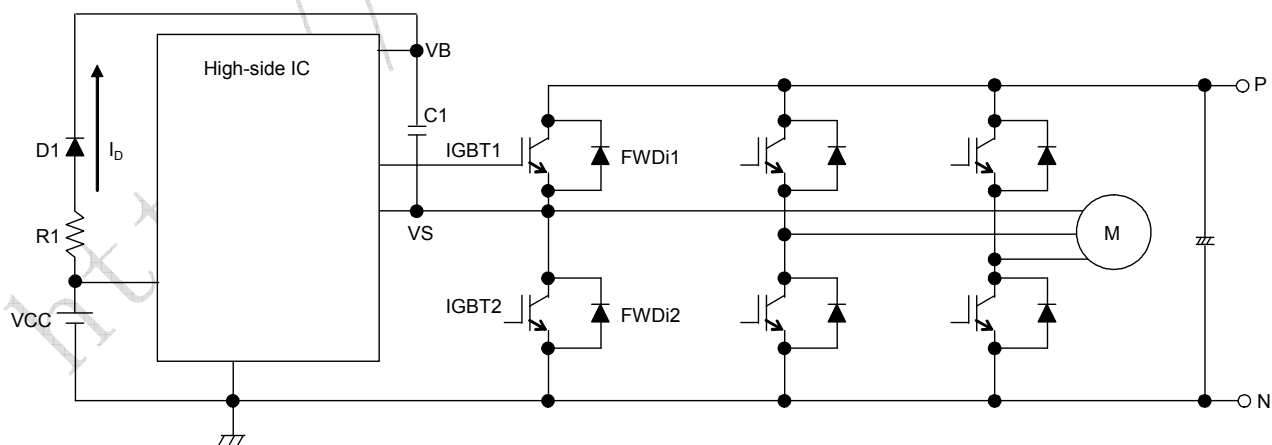 VB
High-side IC
P
C1
D1
I_D
IGBT1
FWDi1
R1
VS
M
IGBT2
FWDi2
VCC
N